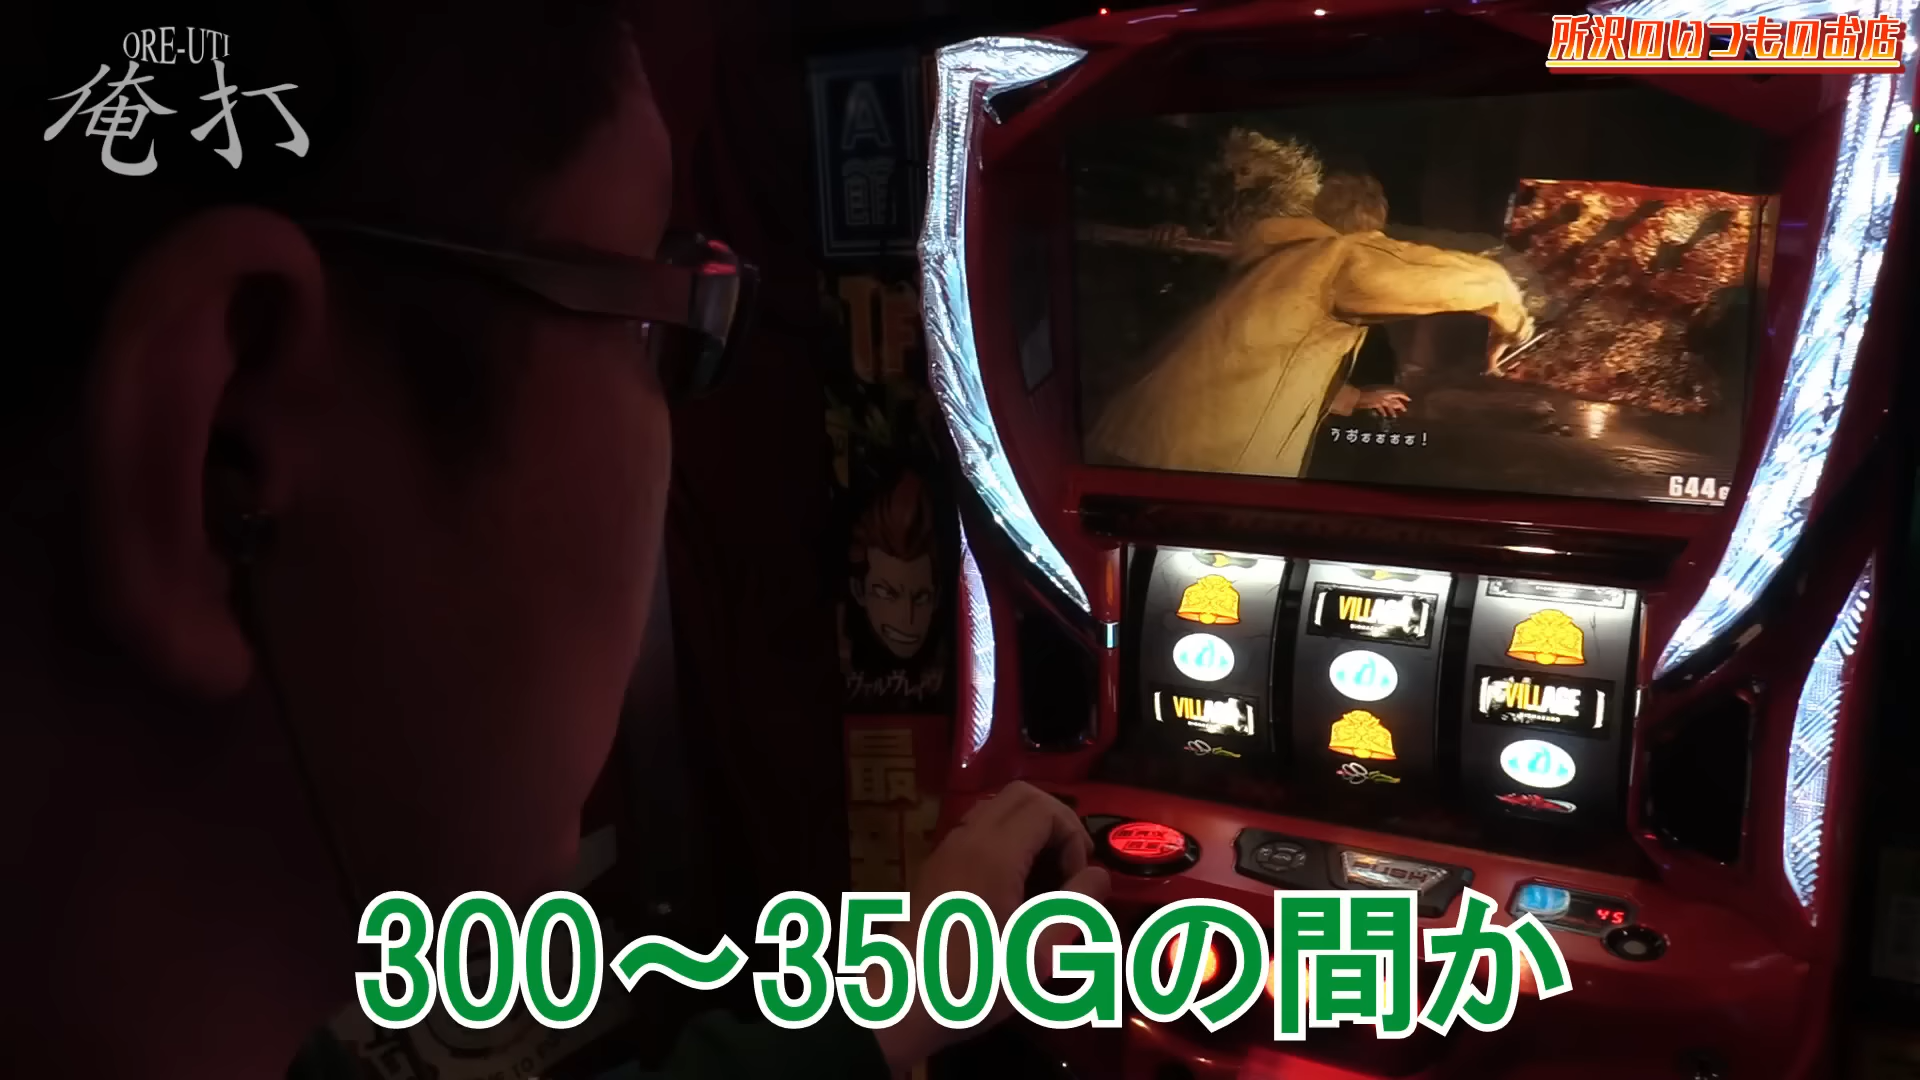 ORE-UTI
俺打
所沢のいつものお店
うおぉぉぉぉ!
644G
VILLAGE
VILLAGE
VILLAGE
ヴァルヴレイヴ
PUSH
45
300～350Gの間か